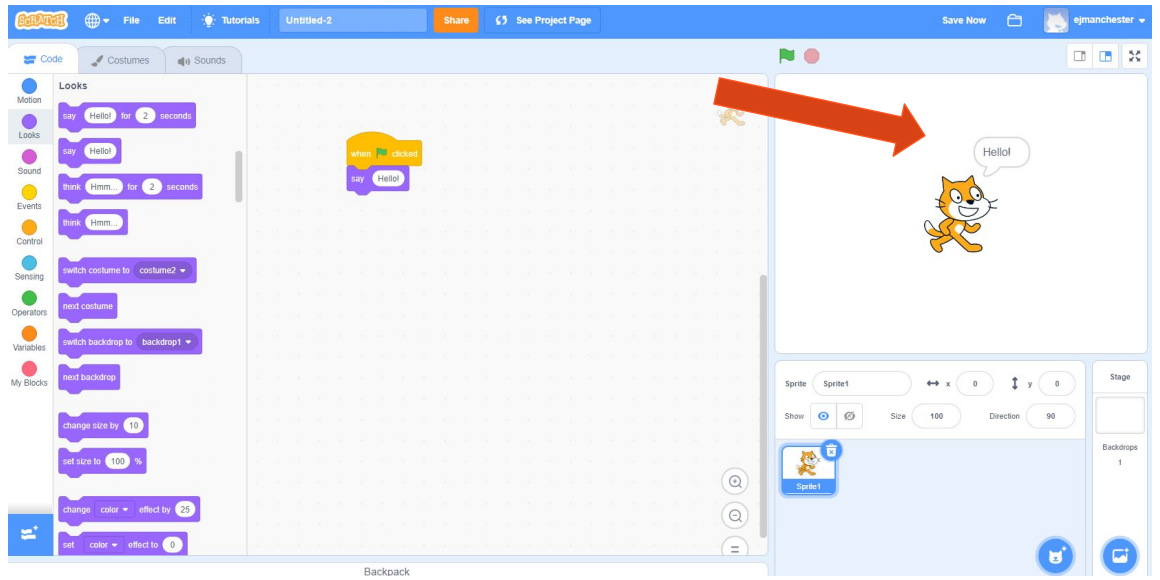 SCRATCH File Edit Tutorials Untitled-2 Share See Project Page Save Now ejmanchester
Code Costumes Sounds
Motion
Looks
Sound
Events
Control
Sensing
Operators
Variables
My Blocks
Looks
say Hello! for 2 seconds
say Hello!
think Hmm... for 2 seconds
think Hmm...
switch costume to costume2
next costume
switch backdrop to backdrop1
next backdrop
change size by 10
set size to 100 %
change color effect by 25
set color effect to 0
when clicked
say Hello!
Backpack
Hello!
Sprite Sprite1 x 0 y 0
Show Size 100 Direction 90
Sprite1
Stage
Backdrops
1